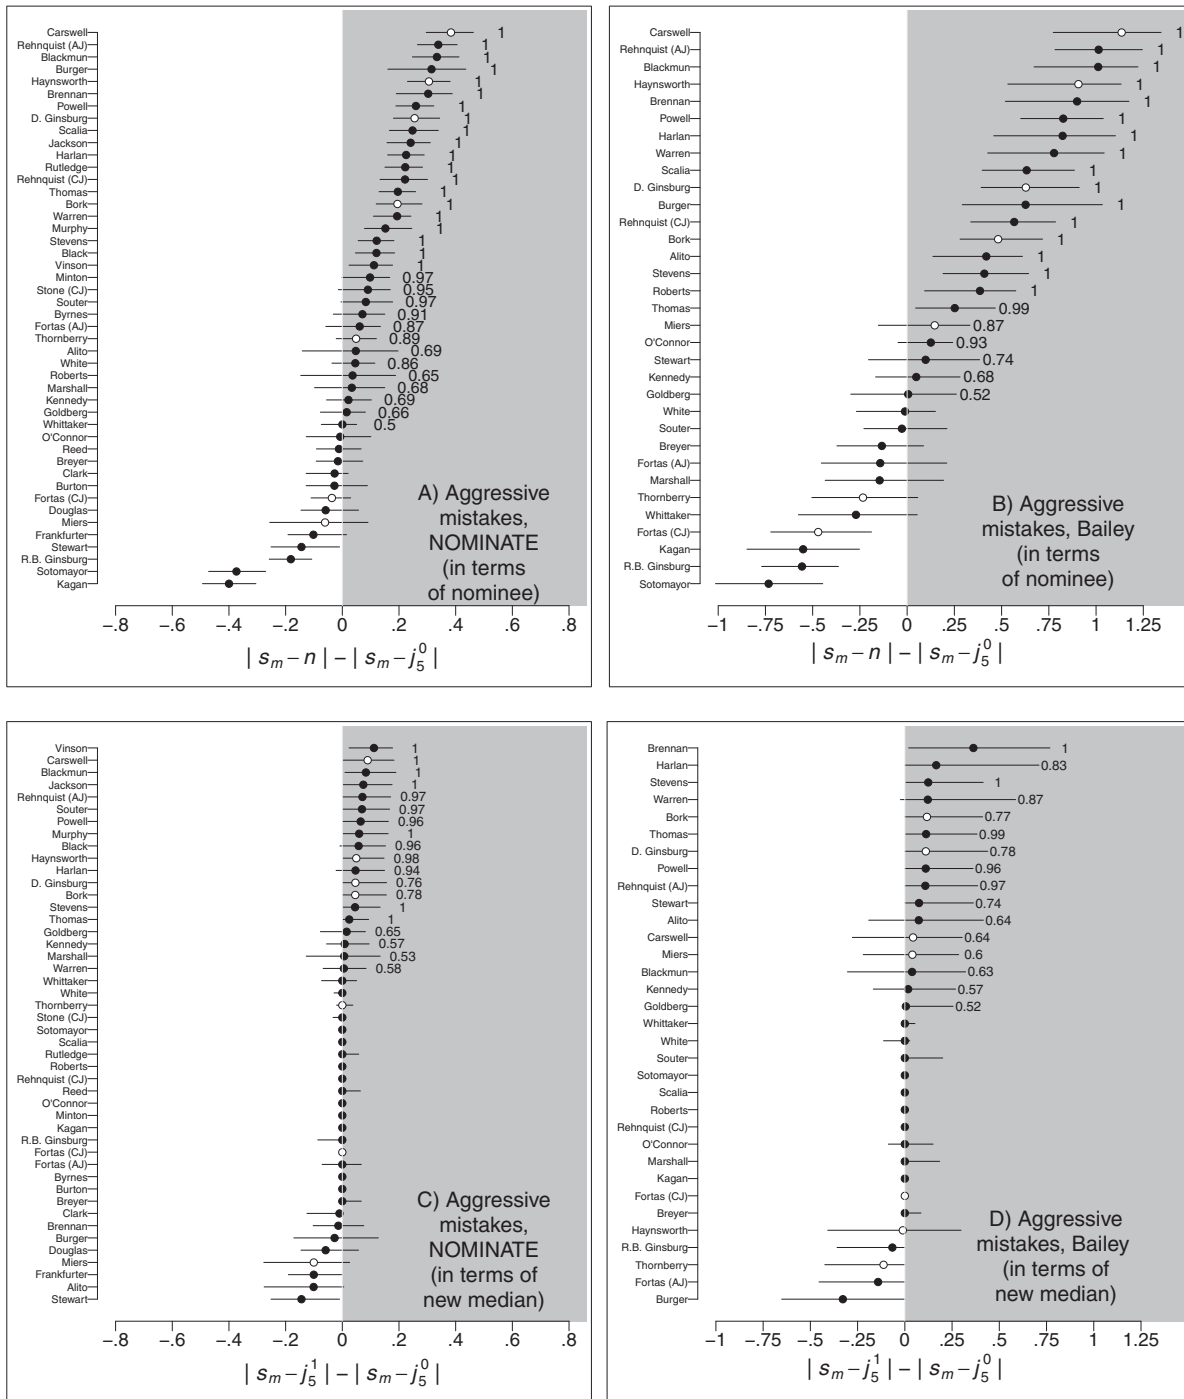 Carswell 1
Rehnquist (AJ) 1
Blackmun 1
Burger 1
Haynsworth 1
Brennan 1
Powell 1
D. Ginsburg 1
Scalia 1
Jackson 1
Harlan 1
Rutledge 1
Rehnquist (CJ) 1
Thomas 1
Bork 1
Warren 1
Murphy 1
Stevens 1
Black 1
Vinson 1
Minton 0.97
Stone (CJ) 0.95
Souter 0.97
Byrnes 0.91
Fortas (AJ) 0.87
Thornberry 0.89
Alito 0.69
White 0.86
Roberts 0.65
Marshall 0.68
Kennedy 0.69
Goldberg 0.66
Whittaker 0.5
O'Connor
Reed
Breyer
Clark
Burton
Fortas (CJ)
Douglas
Miers
Frankfurter
Stewart
R.B. Ginsburg
Sotomayor
Kagan
A) Aggressive
mistakes,
NOMINATE
(in terms
of nominee)
−.8 −.6 −.4 −.2 0 .2 .4 .6 .8
| s_m − n | − | s_m − j_5^0 |
Carswell 1
Rehnquist (AJ) 1
Blackmun 1
Haynsworth 1
Brennan 1
Powell 1
Harlan 1
Warren 1
Scalia 1
D. Ginsburg 1
Burger 1
Rehnquist (CJ) 1
Bork 1
Alito 1
Stevens 1
Roberts 1
Thomas 0.99
Miers 0.87
O'Connor 0.93
Stewart 0.74
Kennedy 0.68
Goldberg 0.52
White
Souter
Breyer
Fortas (AJ)
Marshall
Thornberry
Whittaker
Fortas (CJ)
Kagan
R.B. Ginsburg
Sotomayor
B) Aggressive
mistakes, Bailey
(in terms
of nominee)
−1 −.75 −.5 −.25 0 .25 .5 .75 1 1.25
| s_m − n | − | s_m − j_5^0 |
Vinson 1
Carswell 1
Blackmun 1
Jackson 1
Rehnquist (AJ) 0.97
Souter 0.97
Powell 0.96
Murphy 1
Black 0.96
Haynsworth 0.98
Harlan 0.94
D. Ginsburg 0.76
Bork 0.78
Stevens 1
Thomas 1
Goldberg 0.65
Kennedy 0.57
Marshall 0.53
Warren 0.58
Whittaker
White
Thornberry
Stone (CJ)
Sotomayor
Scalia
Rutledge
Roberts
Rehnquist (CJ)
Reed
O'Connor
Minton
Kagan
R.B. Ginsburg
Fortas (CJ)
Fortas (AJ)
Byrnes
Burton
Breyer
Clark
Brennan
Burger
Douglas
Miers
Frankfurter
Alito
Stewart
C) Aggressive
mistakes,
NOMINATE
(in terms of
new median)
−.8 −.6 −.4 −.2 0 .2 .4 .6 .8
| s_m − j_5^1 | − | s_m − j_5^0 |
Brennan 1
Harlan 0.83
Stevens 1
Warren 0.87
Bork 0.77
Thomas 0.99
D. Ginsburg 0.78
Powell 0.96
Rehnquist (AJ) 0.97
Stewart 0.74
Alito 0.64
Carswell 0.64
Miers 0.6
Blackmun 0.63
Kennedy 0.57
Goldberg 0.52
Whittaker
White
Souter
Sotomayor
Scalia
Roberts
Rehnquist (CJ)
O'Connor
Marshall
Kagan
Fortas (CJ)
Breyer
Haynsworth
R.B. Ginsburg
Thornberry
Fortas (AJ)
Burger
D) Aggressive
mistakes, Bailey
(in terms of
new median)
−1 −.75 −.5 −.25 0 .25 .5 .75 1 1.25
| s_m − j_5^1 | − | s_m − j_5^0 |